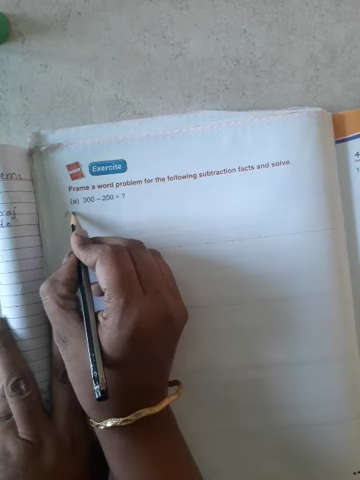 Exercise
Frame a word problem for the following subtraction facts and solve.
(a) 300 – 200 = ?